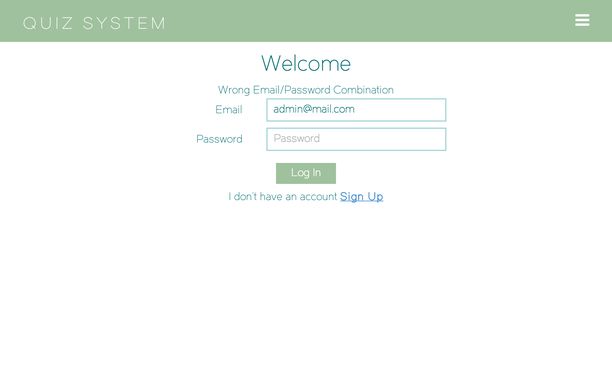 QUIZ SYSTEM
Welcome
Wrong Email/Password Combination
Email admin@mail.com
Password Password
Log In
I don't have an account Sign Up